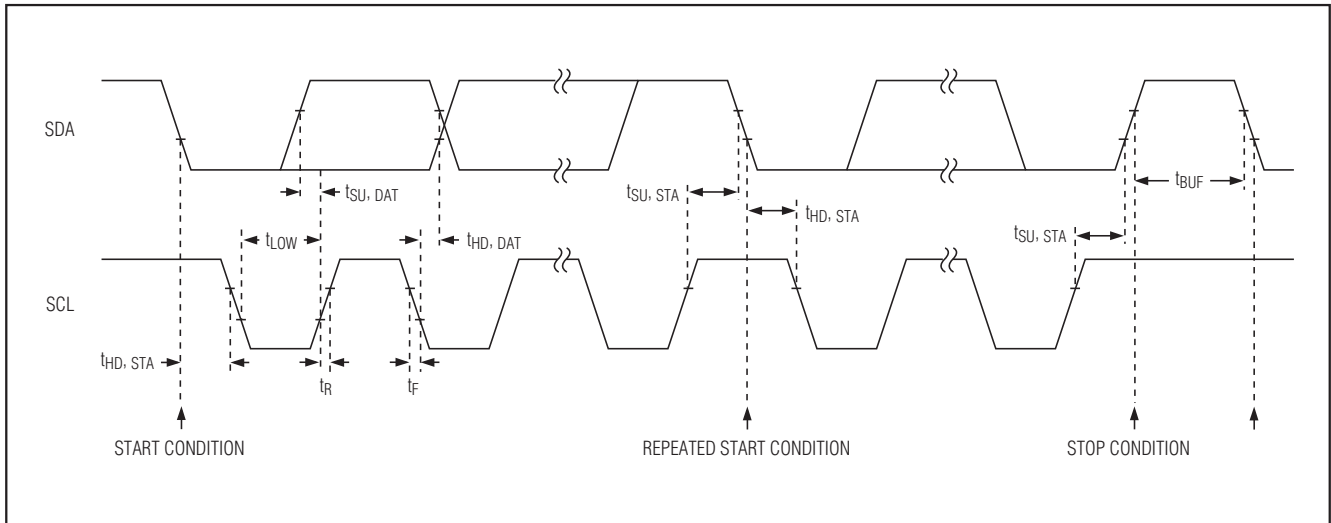 SDA
tSU, DAT
tSU, STA
tHD, STA
tBUF
tLOW
tHD, DAT
tSU, STA
SCL
tHD, STA
tR
tF
START CONDITION
REPEATED START CONDITION
STOP CONDITION